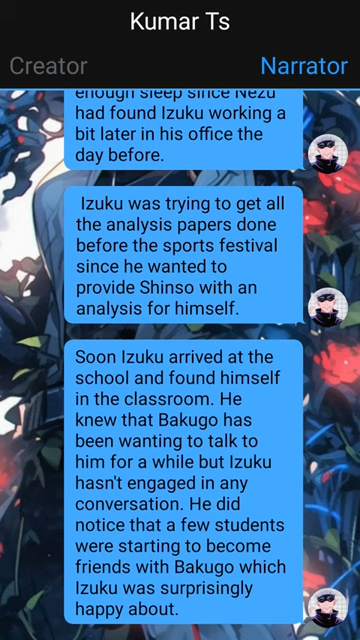 Kumar Ts
Creator
Narrator
enough sleep since Nezu
had found Izuku working a
bit later in his office the
day before.
Izuku was trying to get all
the analysis papers done
before the sports festival
since he wanted to
provide Shinso with an
analysis for himself.
Soon Izuku arrived at the
school and found himself
in the classroom. He
knew that Bakugo has
been wanting to talk to
him for a while but Izuku
hasn't engaged in any
conversation. He did
notice that a few students
were starting to become
friends with Bakugo which
Izuku was surprisingly
happy about.